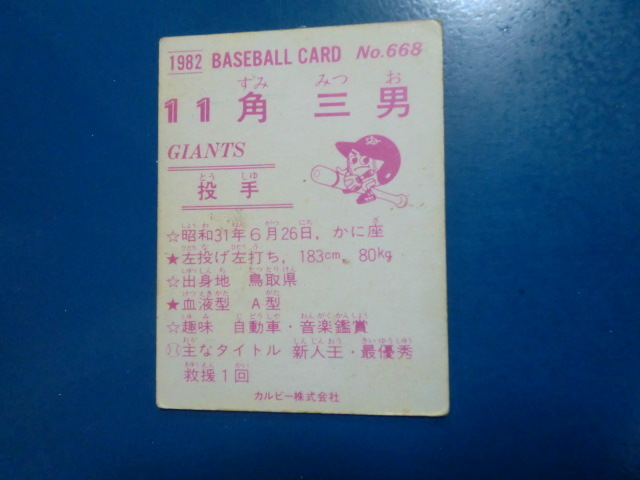 1982 BASEBALL CARD No.668
すみ みつ お
11 角 三 男
GIANTS
とう しゅ
投 手
☆昭和31年6月26日，かに座
★左投げ左打ち，183cm，80kg
☆出身地 鳥取県
★血液型 A型
☆趣味 自動車・音楽鑑賞
主なタイトル 新人王・最優秀
救援1回
カルビー株式会社